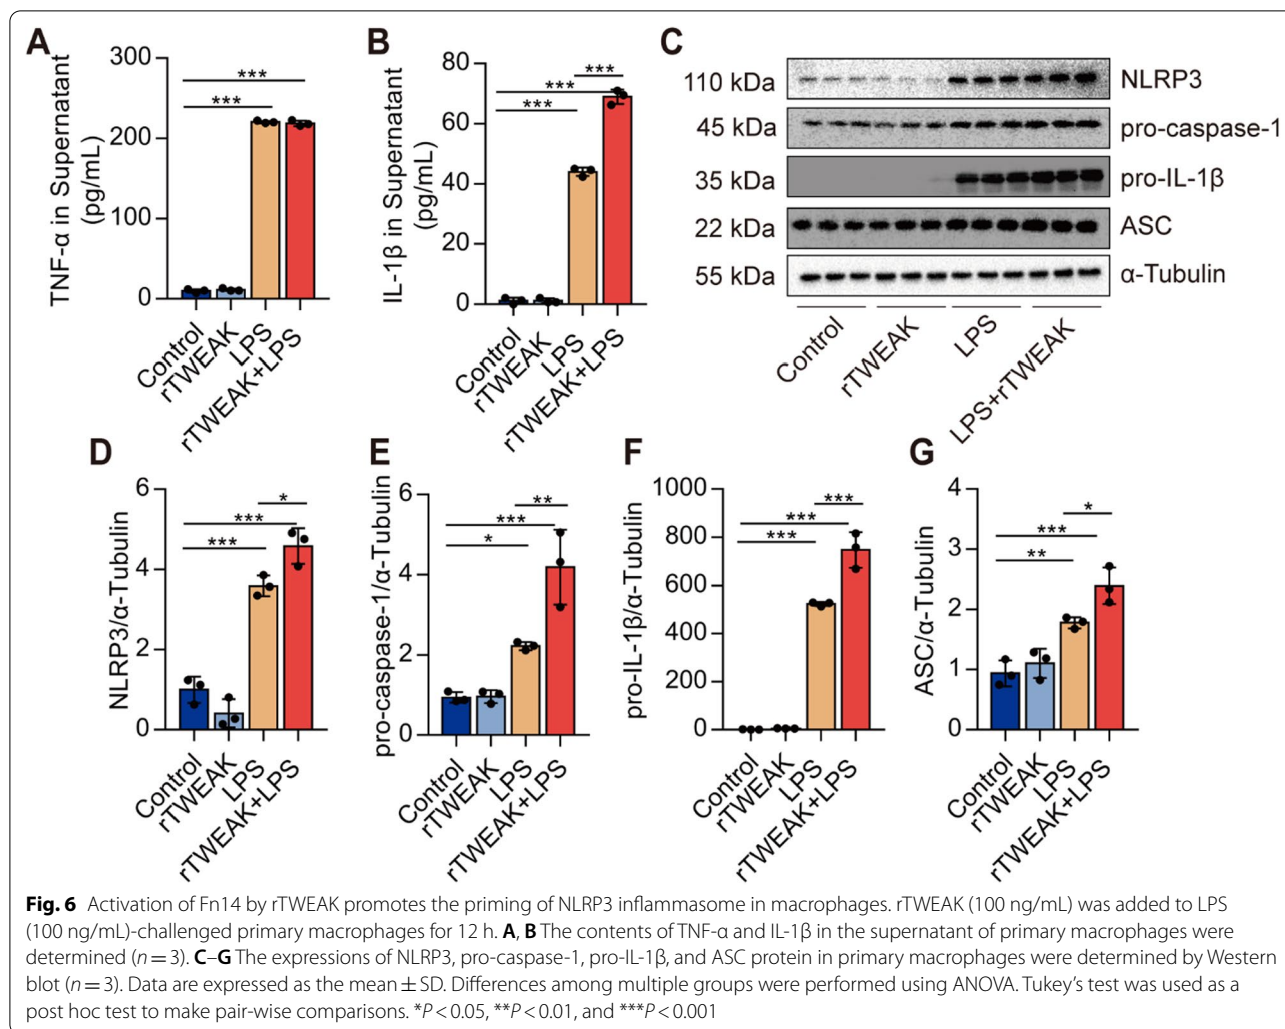 A
TNF-α in Supernatant
(pg/mL)
300
200
100
0
***
***
Control
rTWEAK
LPS
rTWEAK+LPS
B
IL-1β in Supernatant
(pg/mL)
80
60
40
20
0
***
***
***
Control
rTWEAK
LPS
rTWEAK+LPS
C
110 kDa
NLRP3
45 kDa
pro-caspase-1
35 kDa
pro-IL-1β
22 kDa
ASC
55 kDa
α-Tubulin
Control
rTWEAK
LPS
LPS+rTWEAK
D
NLRP3/α-Tubulin
6
4
2
0
*
***
***
Control
rTWEAK
LPS
rTWEAK+LPS
E
pro-caspase-1/α-Tubulin
6
4
2
0
**
***
*
Control
rTWEAK
LPS
rTWEAK+LPS
F
pro-IL-1β/α-Tubulin
1000
800
600
400
200
0
***
***
***
Control
rTWEAK
LPS
rTWEAK+LPS
G
ASC/α-Tubulin
4
3
2
1
0
*
***
**
Control
rTWEAK
LPS
rTWEAK+LPS
Fig. 6 Activation of Fn14 by rTWEAK promotes the priming of NLRP3 inflammasome in macrophages. rTWEAK (100 ng/mL) was added to LPS
(100 ng/mL)-challenged primary macrophages for 12 h. A, B The contents of TNF-α and IL-1β in the supernatant of primary macrophages were
determined (n = 3). C–G The expressions of NLRP3, pro-caspase-1, pro-IL-1β, and ASC protein in primary macrophages were determined by Western
blot (n = 3). Data are expressed as the mean ± SD. Differences among multiple groups were performed using ANOVA. Tukey's test was used as a
post hoc test to make pair-wise comparisons. *P < 0.05, **P < 0.01, and ***P < 0.001